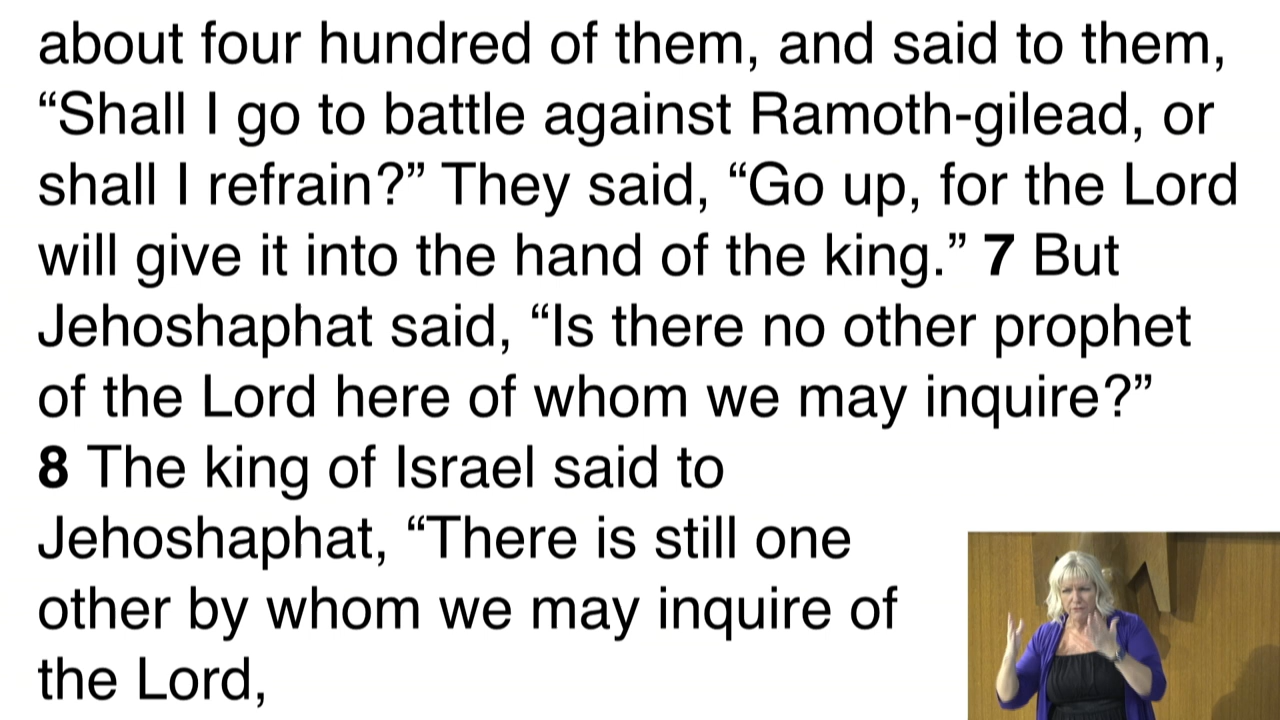 about four hundred of them, and said to them,
“Shall I go to battle against Ramoth-gilead, or
shall I refrain?” They said, “Go up, for the Lord
will give it into the hand of the king.” 7 But
Jehoshaphat said, “Is there no other prophet
of the Lord here of whom we may inquire?”
8 The king of Israel said to
Jehoshaphat, “There is still one
other by whom we may inquire of
the Lord,